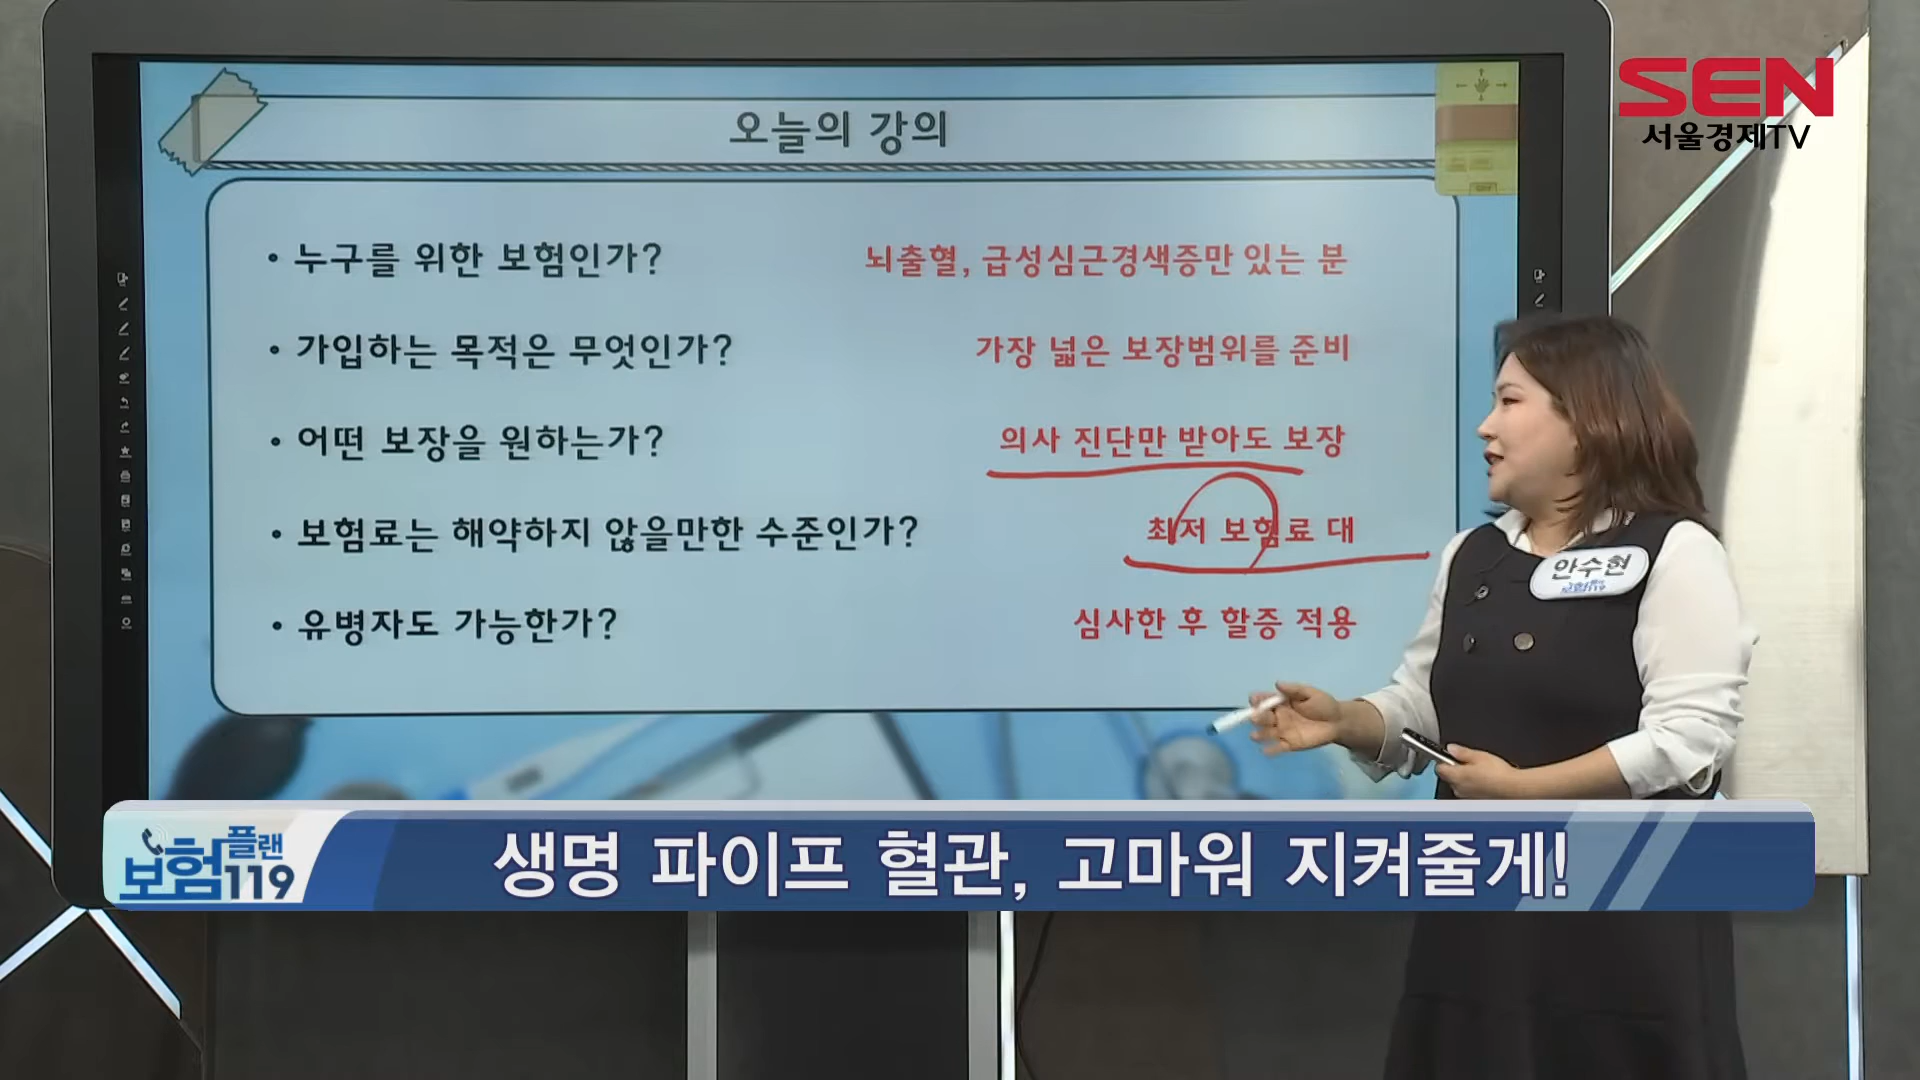 SEN
서울경제TV
오늘의 강의
• 누구를 위한 보험인가? 뇌출혈, 급성심근경색증만 있는 분
• 가입하는 목적은 무엇인가? 가장 넓은 보장범위를 준비
• 어떤 보장을 원하는가? 의사 진단만 받아도 보장
• 보험료는 해약하지 않을만한 수준인가? 최저 보험료 대
• 유병자도 가능한가? 심사한 후 할증 적용
안수현
보험119
보험플랜119
생명 파이프 혈관, 고마워 지켜줄게!